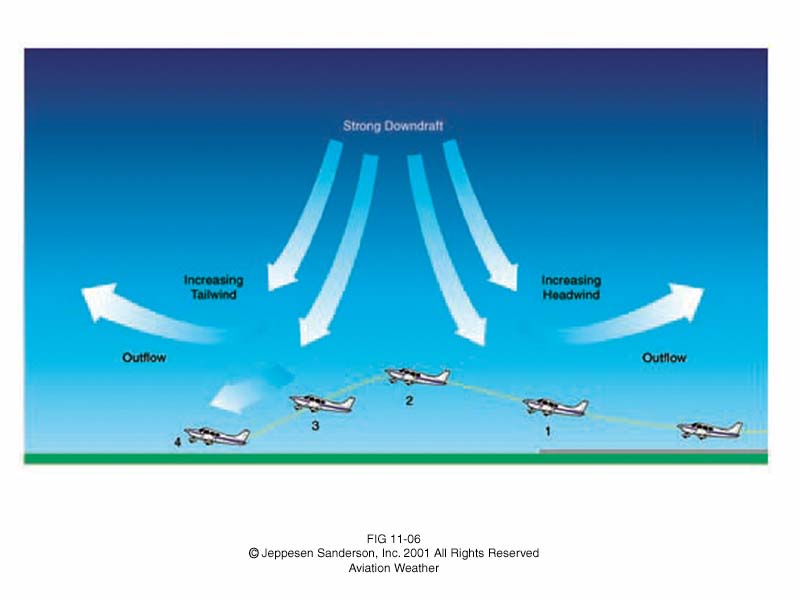 Strong Downdraft
Increasing
Tailwind
Increasing
Headwind
Outflow
Outflow
2
3
1
4
FIG 11-06
© Jeppesen Sanderson, Inc. 2001 All Rights Reserved
Aviation Weather